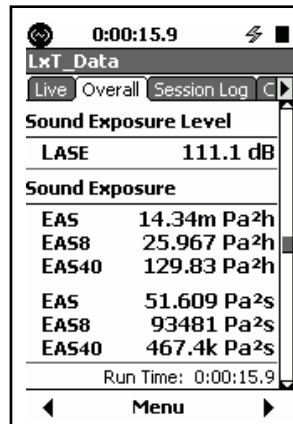 0:00:15.9
LxT_Data
Live Overall Session Log C
Sound Exposure Level
LASE 111.1 dB
Sound Exposure
EAS 14.34m Pa²h
EAS8 25.967 Pa²h
EAS40 129.83 Pa²h
EAS 51.609 Pa²s
EAS8 93481 Pa²s
EAS40 467.4k Pa²s
Run Time: 0:00:15.9
Menu